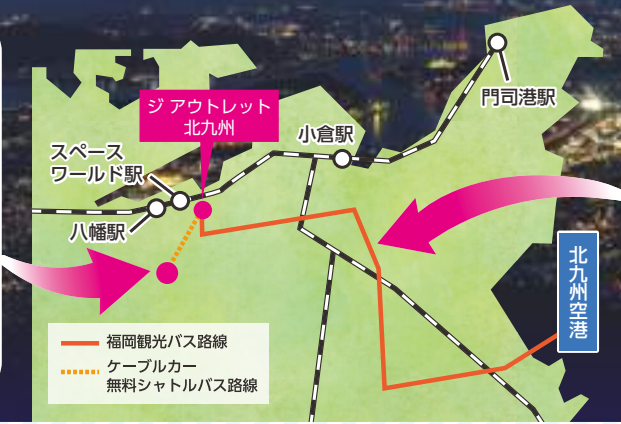 ジ アウトレット
北九州
門司港駅
小倉駅
スペース
ワールド駅
八幡駅
北九州空港
福岡観光バス路線
ケーブルカー
無料シャトルバス路線